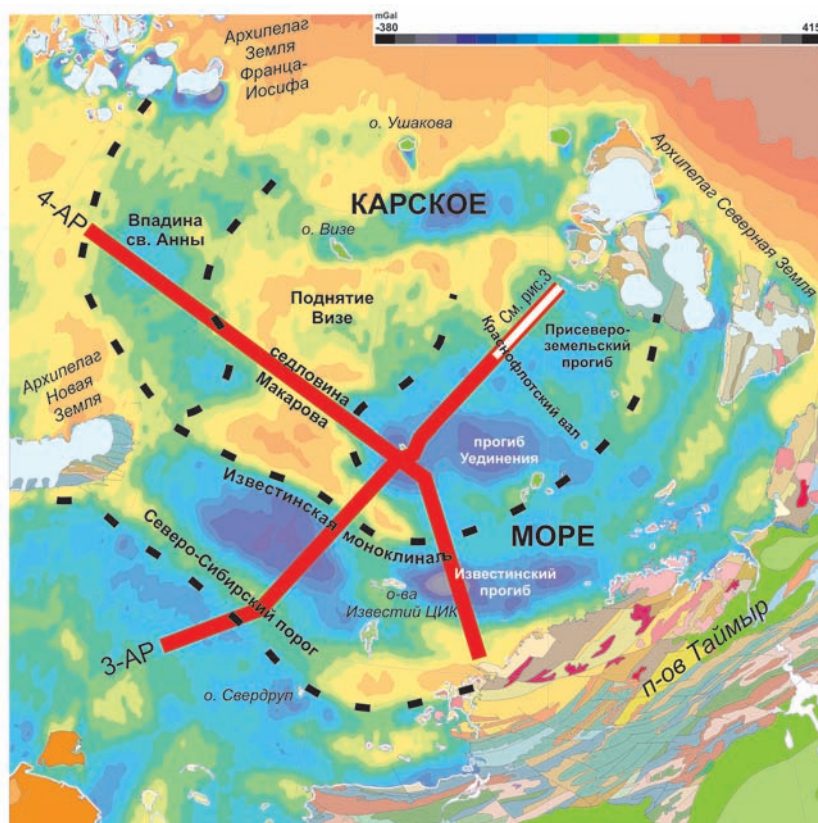 mGal
-380
415
Архипелаг
Земля
Франца-
Иосифа
о. Ушакова
Архипелаг Северная Земля
КАРСКОЕ
4-АР
Впадина
св. Анны
о. Визе
См. рис.3
Поднятие
Визе
Краснофлотский вал
Присеверо-
земельский
прогиб
Архипелаг
Новая
Земля
седловина
Макарова
прогиб
Уединения
Известинская моноклиналь
МОРЕ
Северо-Сибирский порог
Известинский
прогиб
о-ва
Известий ЦИК
3-АР
п-ов Таймыр
о. Свердруп